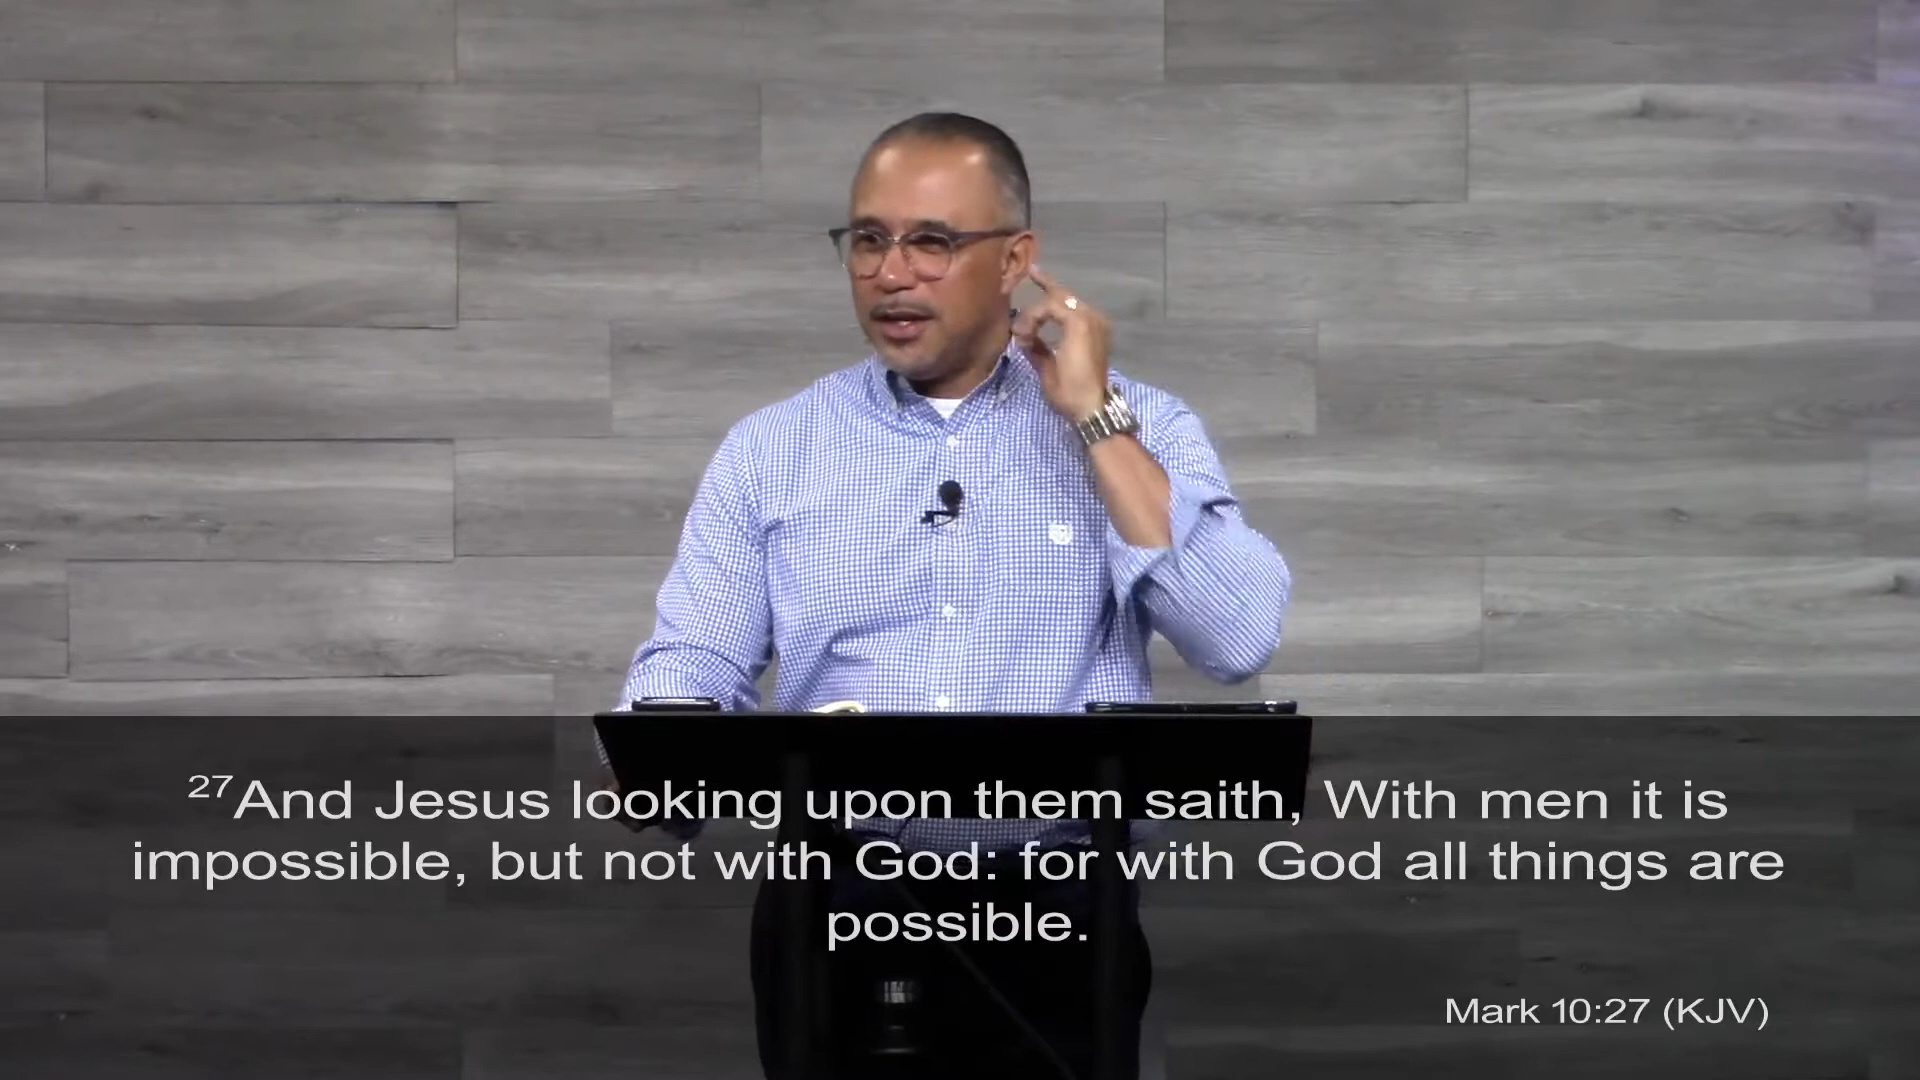 ²⁷And Jesus looking upon them saith, With men it is
impossible, but not with God: for with God all things are
possible.
Mark 10:27 (KJV)